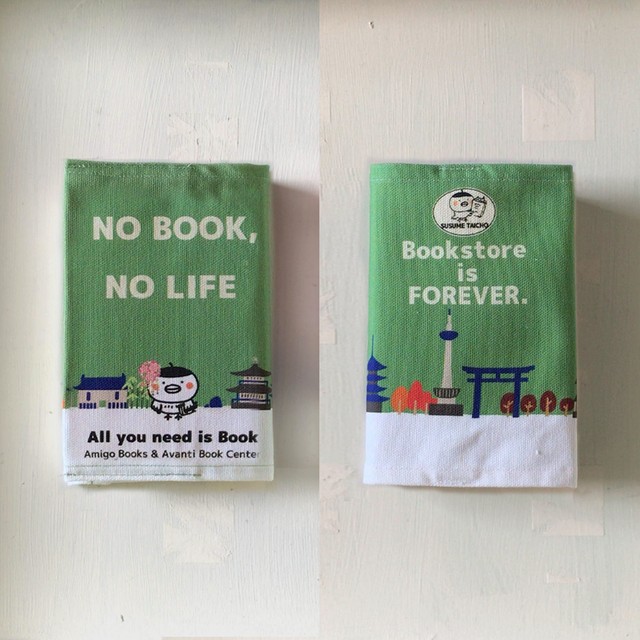 NO BOOK,
NO LIFE
All you need is Book
Amigo Books & Avanti Book Center
SUSUME TAICHO
Bookstore
is
FOREVER.